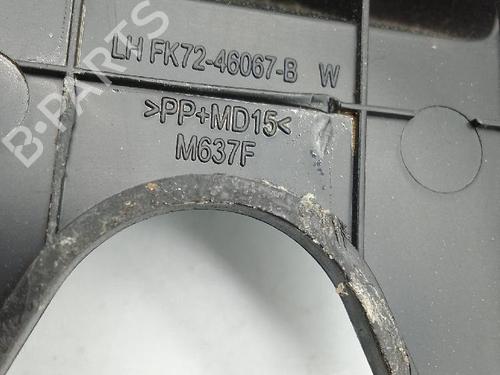 LH FK72-46067-B W
>PP+MD15<
M637F
B-PARTS